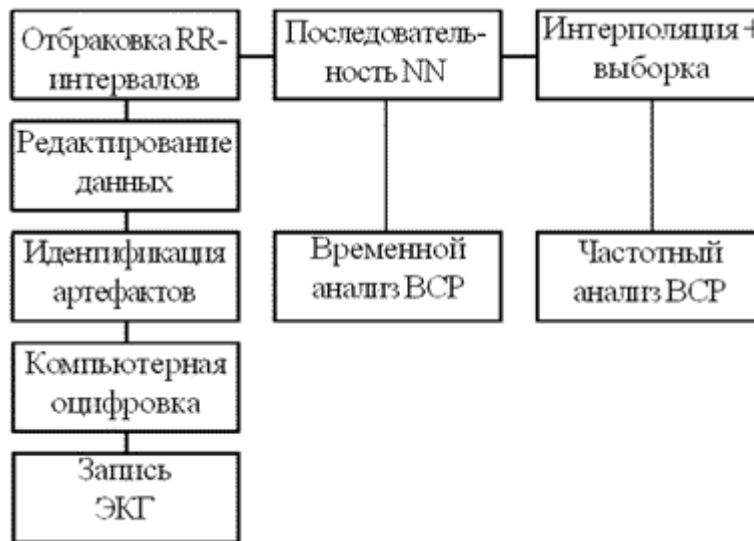 Отбраковка RR-
интервалов
Последователь-
ность NN
Интерполяция +
выборка
Редактирование
данных
Идентификация
артефактов
Временной
анализ ВСР
Частотный
анализ ВСР
Компьютерная
оцифровка
Запись
ЭКГ